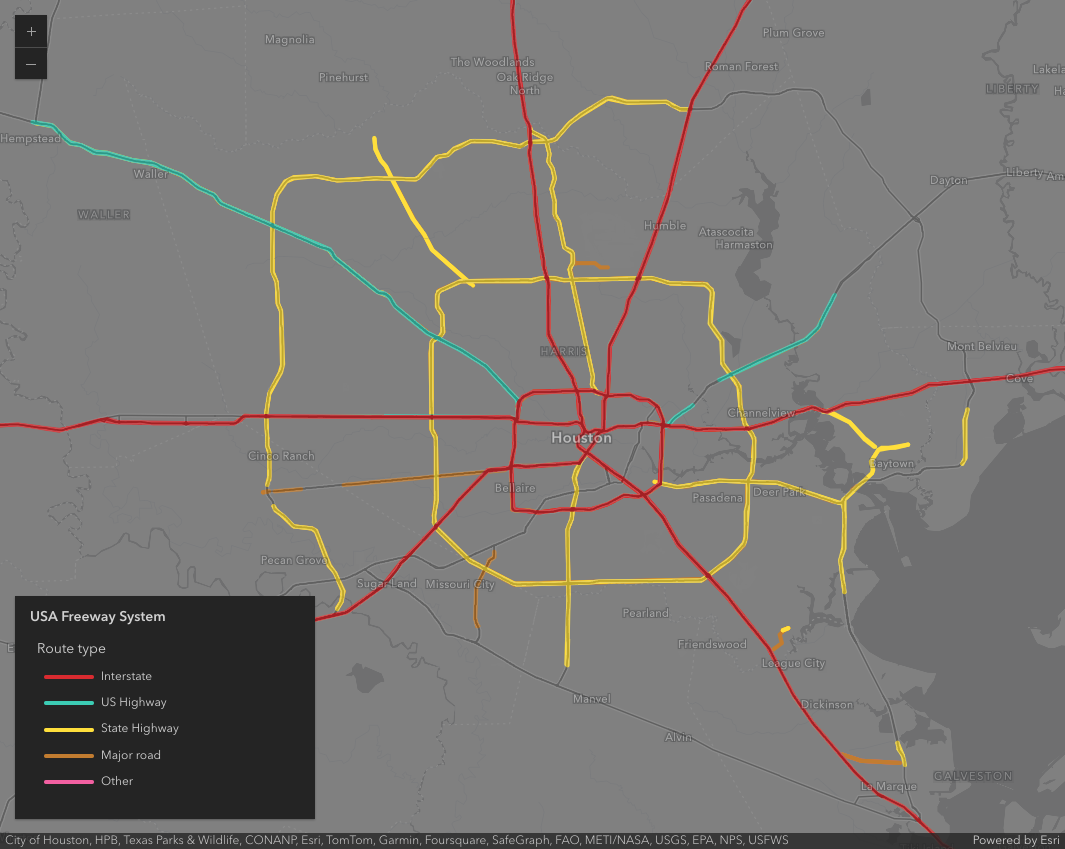 +
−
Magnolia
Plum Grove
The Woodlands
Pinehurst
Oak Ridge
North
Roman Forest
LIBERTY
Hempstead
Waller
Dayton
Liberty
WALLER
Humble
Atascocita
Harmaston
HARRIS
Mont Belvieu
Cove
Channelview
Houston
Cinco Ranch
Baytown
Bellaire
Pasadena
Deer Park
Pecan Grove
Sugar Land
Missouri City
Pearland
Friendswood
League City
Manvel
Dickinson
Alvin
GALVESTON
La Marque
USA Freeway System
Route type
Interstate
US Highway
State Highway
Major road
Other
City of Houston, HPB, Texas Parks & Wildlife, CONANP, Esri, TomTom, Garmin, Foursquare, SafeGraph, FAO, METI/NASA, USGS, EPA, NPS, USFWS
Powered by Esri